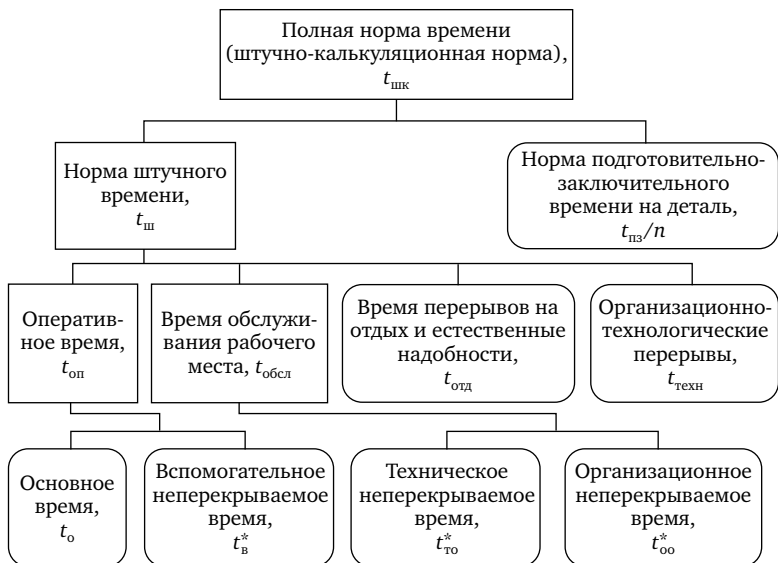 Полная норма времени
(штучно-калькуляционная норма),
tшк
Норма штучного
времени,
tш
Норма подготовительно-
заключительного
времени на деталь,
tпз/n
Оператив-
ное время,
tоп
Время обслужи-
вания рабочего
места, tобсл
Время перерывов на
отдых и естественные
надобности,
tотд
Организационно-
технологические
перерывы,
tтехн
Основное
время,
tо
Вспомогательное
неперекрываемое
время,
t*в
Техническое
неперекрываемое
время,
t*то
Организационное
неперекрываемое
время,
t*оо